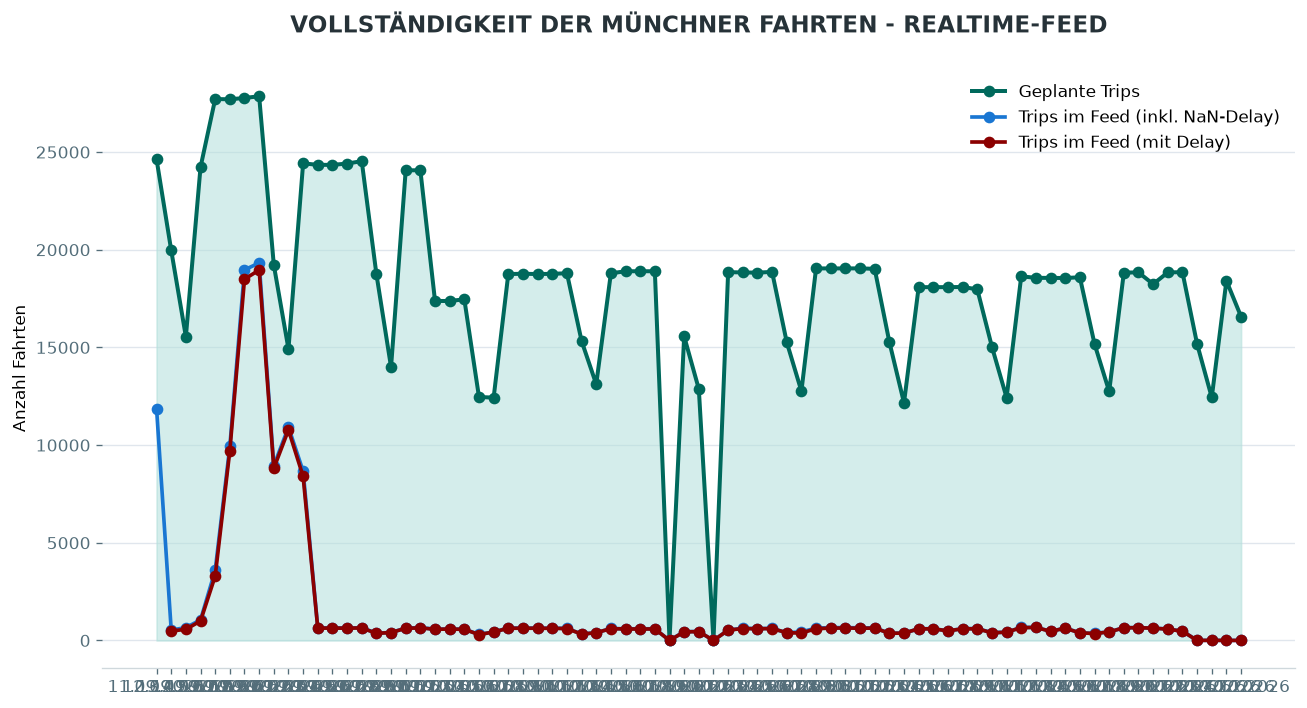 VOLLSTÄNDIGKEIT DER MÜNCHNER FAHRTEN - REALTIME-FEED
Geplante Trips
Trips im Feed (inkl. NaN-Delay)
Trips im Feed (mit Delay)
Anzahl Fahrten
25000
20000
15000
10000
5000
0